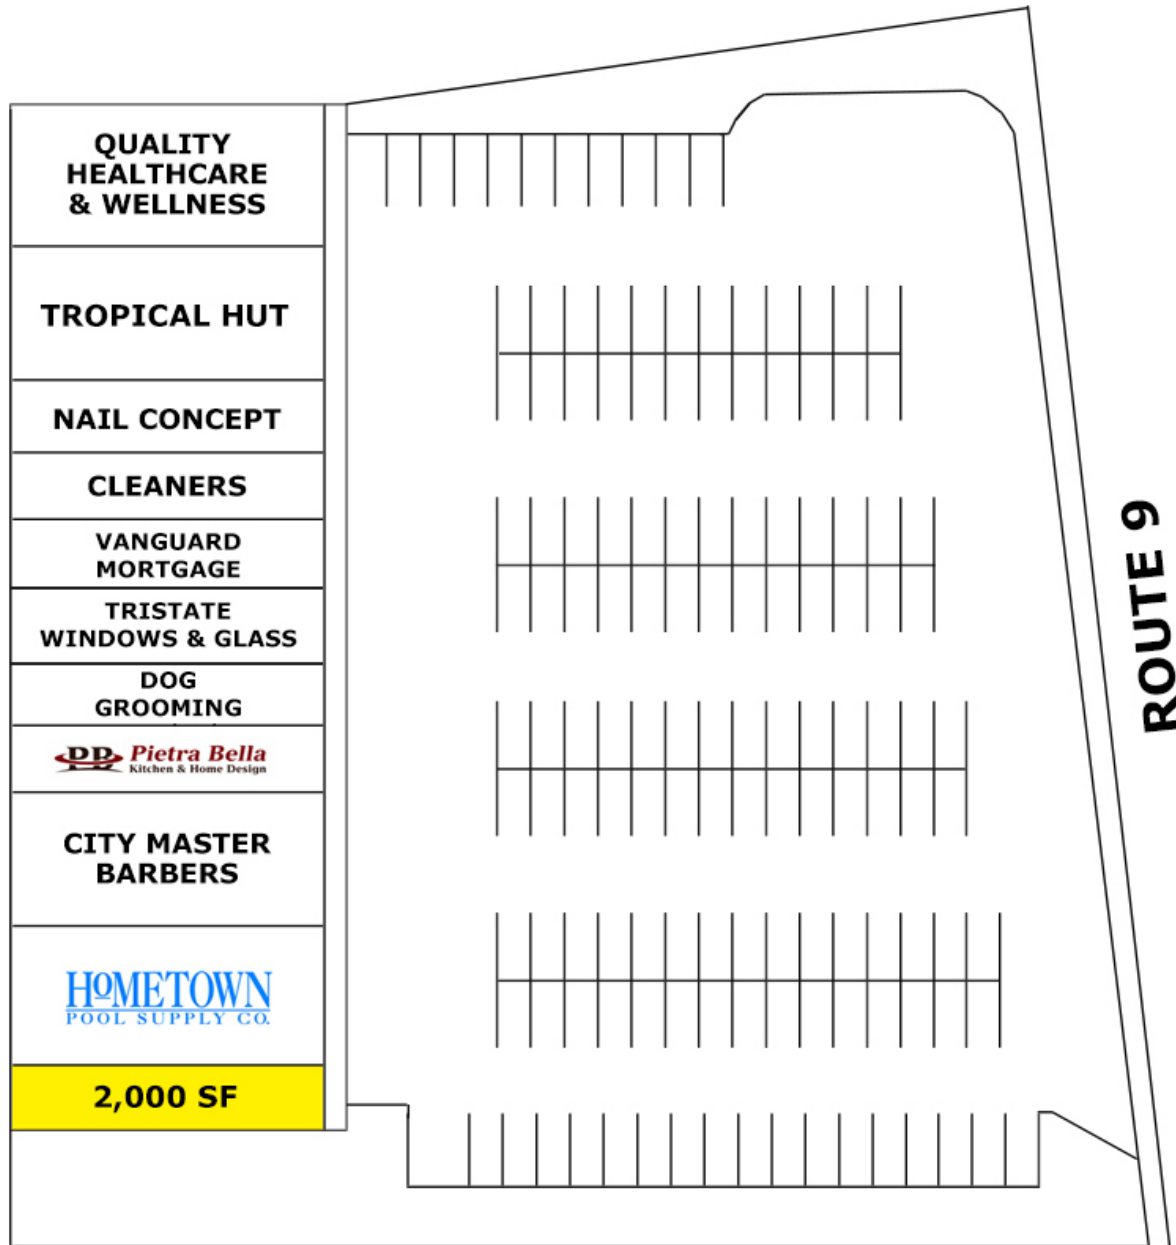 QUALITY
HEALTHCARE
& WELLNESS
TROPICAL HUT
NAIL CONCEPT
CLEANERS
VANGUARD
MORTGAGE
TRISTATE
WINDOWS & GLASS
DOG
GROOMING
PB Pietra Bella
Kitchen & Home Design
CITY MASTER
BARBERS
HOMETOWN
POOL SUPPLY CO.
2,000 SF
ROUTE 9